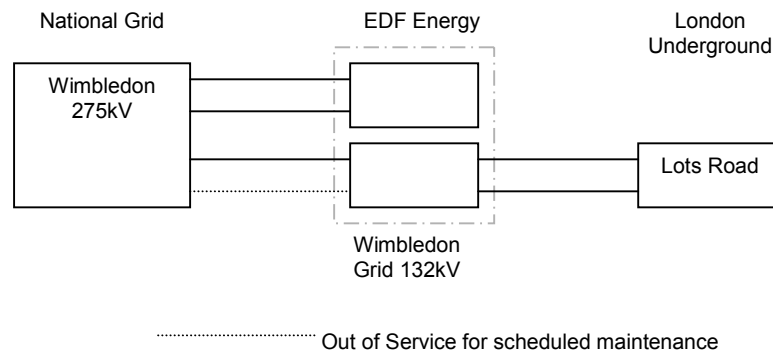 National Grid
EDF Energy
London
Underground
Wimbledon
275kV
Lots Road
Wimbledon
Grid 132kV
Out of Service for scheduled maintenance